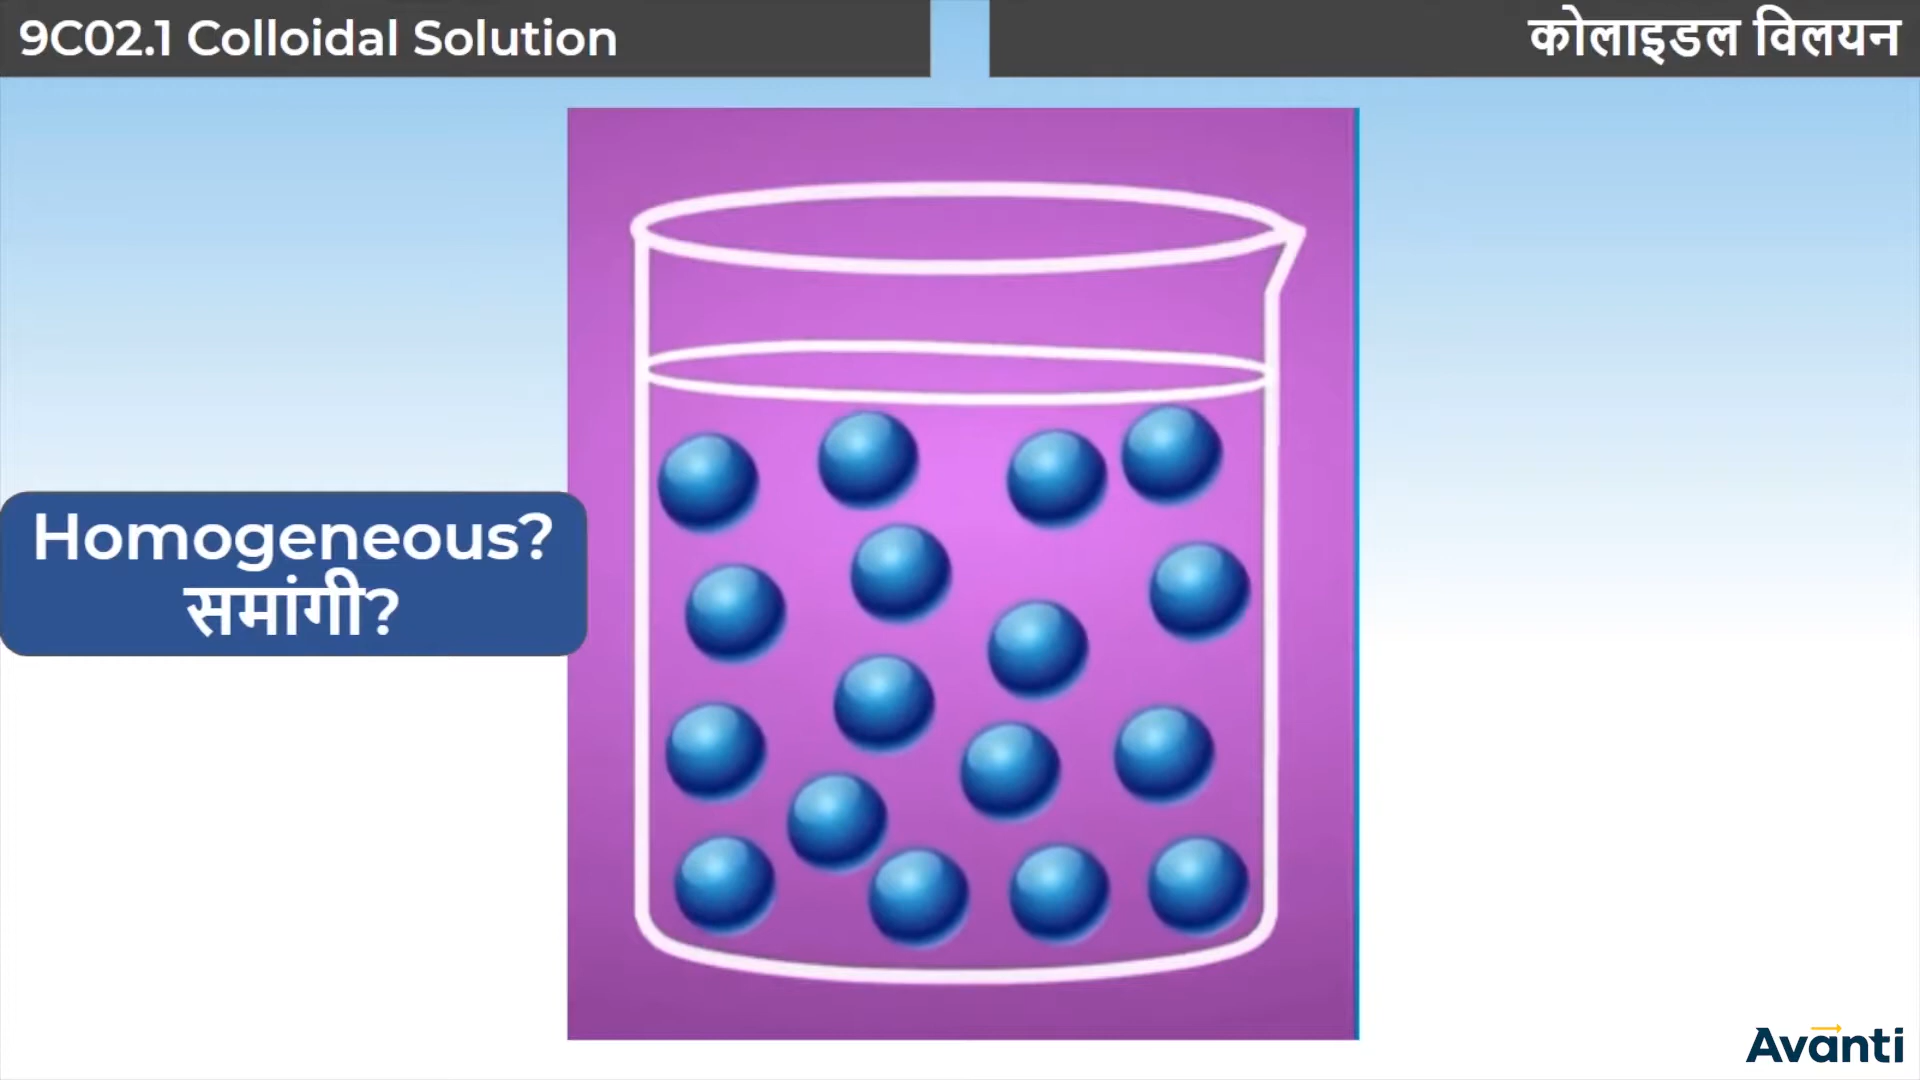 9C02.1 Colloidal Solution
कोलाइडल विलयन
Homogeneous?
समांगी?
Avanti